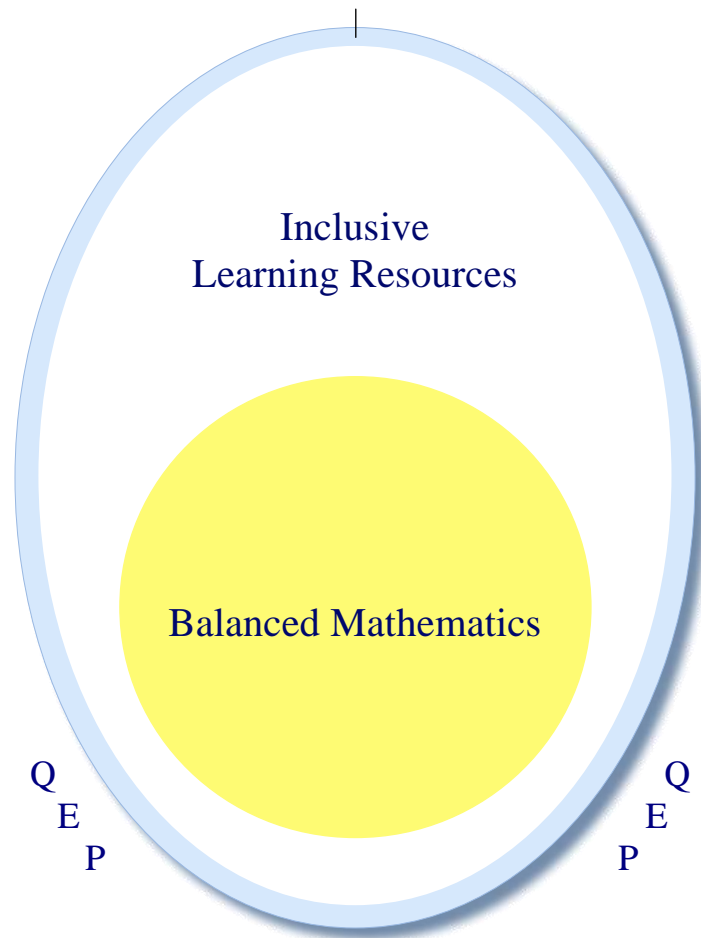 Inclusive
Learning Resources
Balanced Mathematics
Q
E
P
Q
E
P